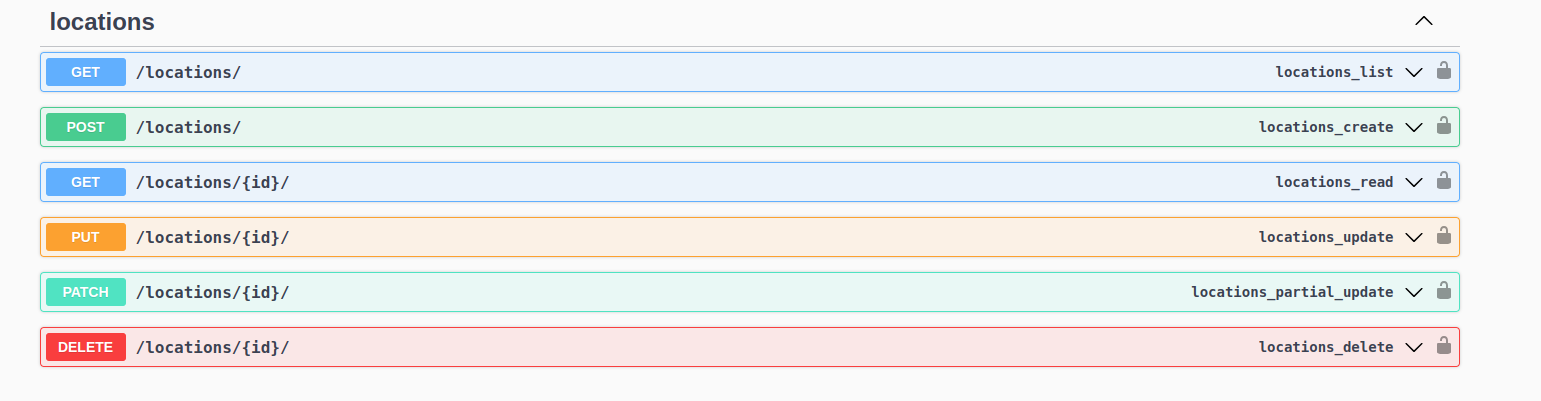 locations
GET /locations/ locations_list
POST /locations/ locations_create
GET /locations/{id}/ locations_read
PUT /locations/{id}/ locations_update
PATCH /locations/{id}/ locations_partial_update
DELETE /locations/{id}/ locations_delete